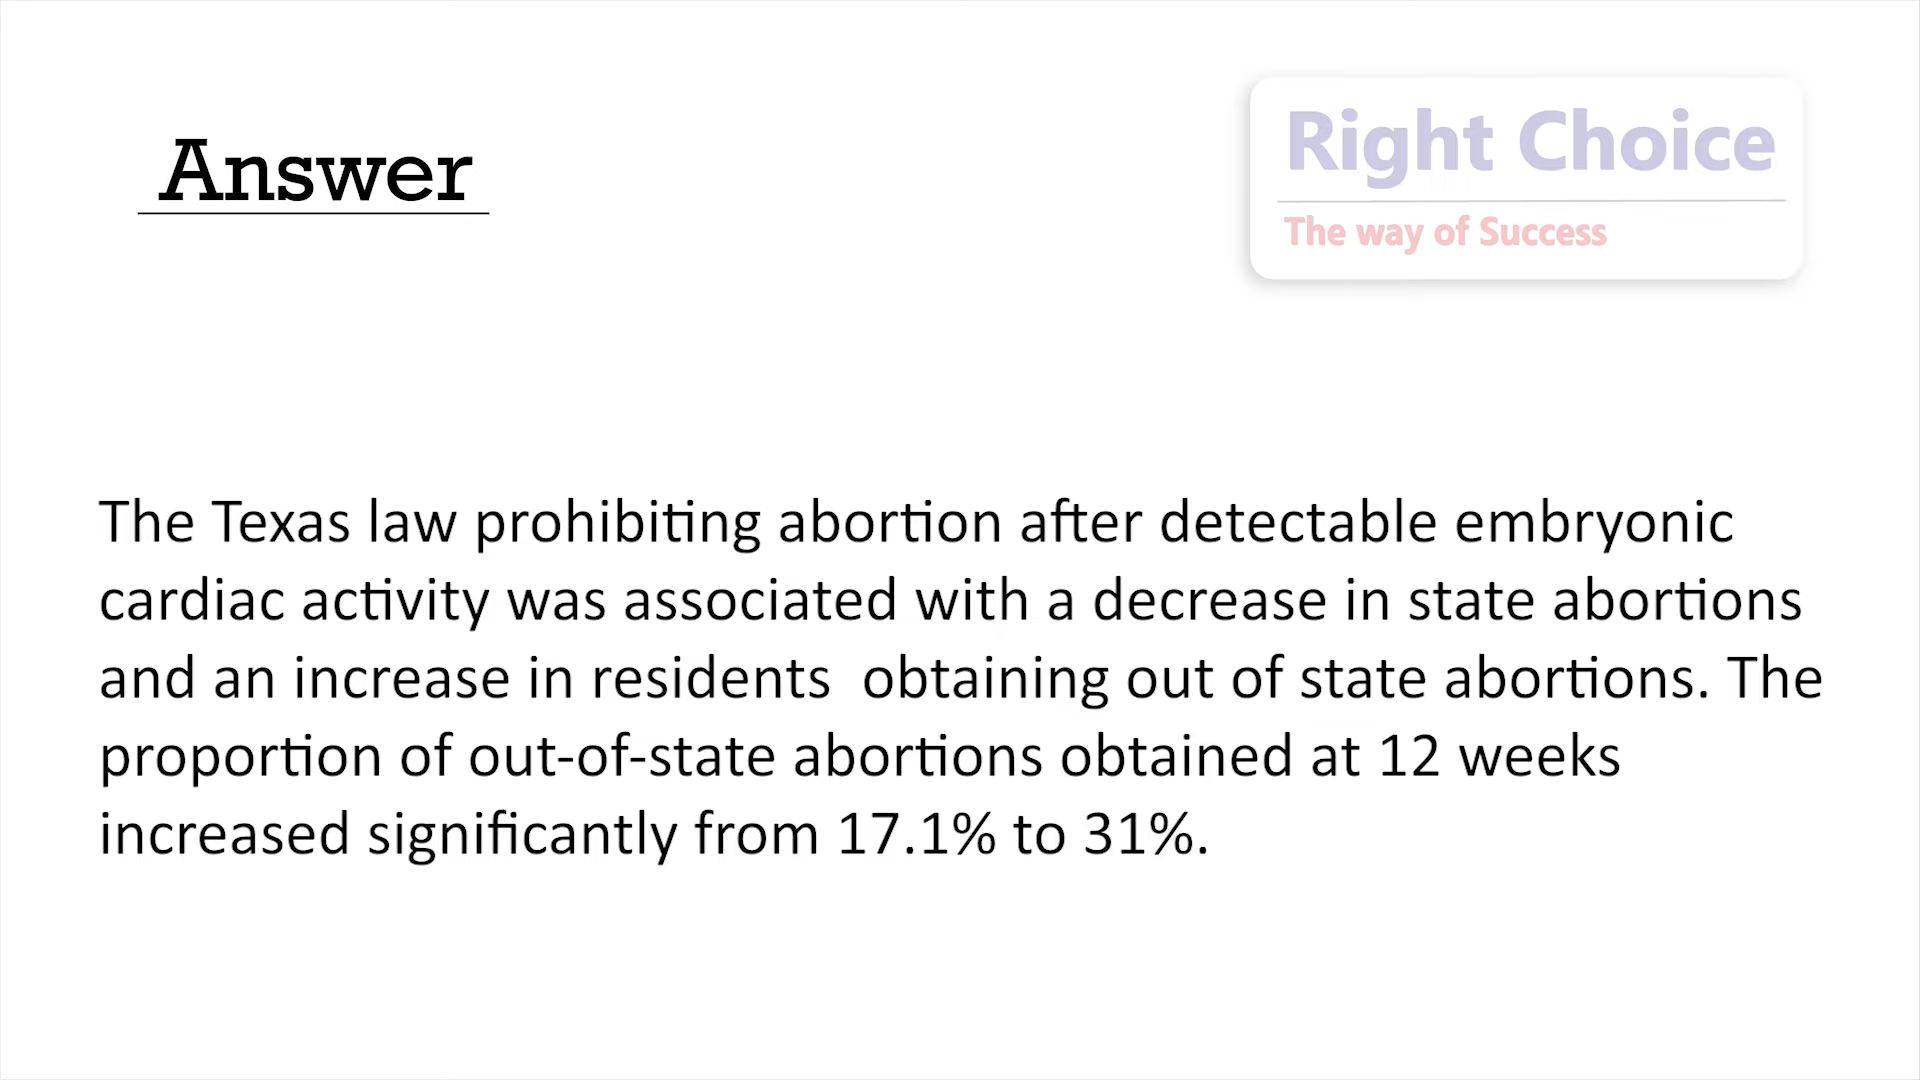 Answer
Right Choice
The way of Success
The Texas law prohibiting abortion after detectable embryonic
cardiac activity was associated with a decrease in state abortions
and an increase in residents  obtaining out of state abortions. The
proportion of out-of-state abortions obtained at 12 weeks
increased significantly from 17.1% to 31%.